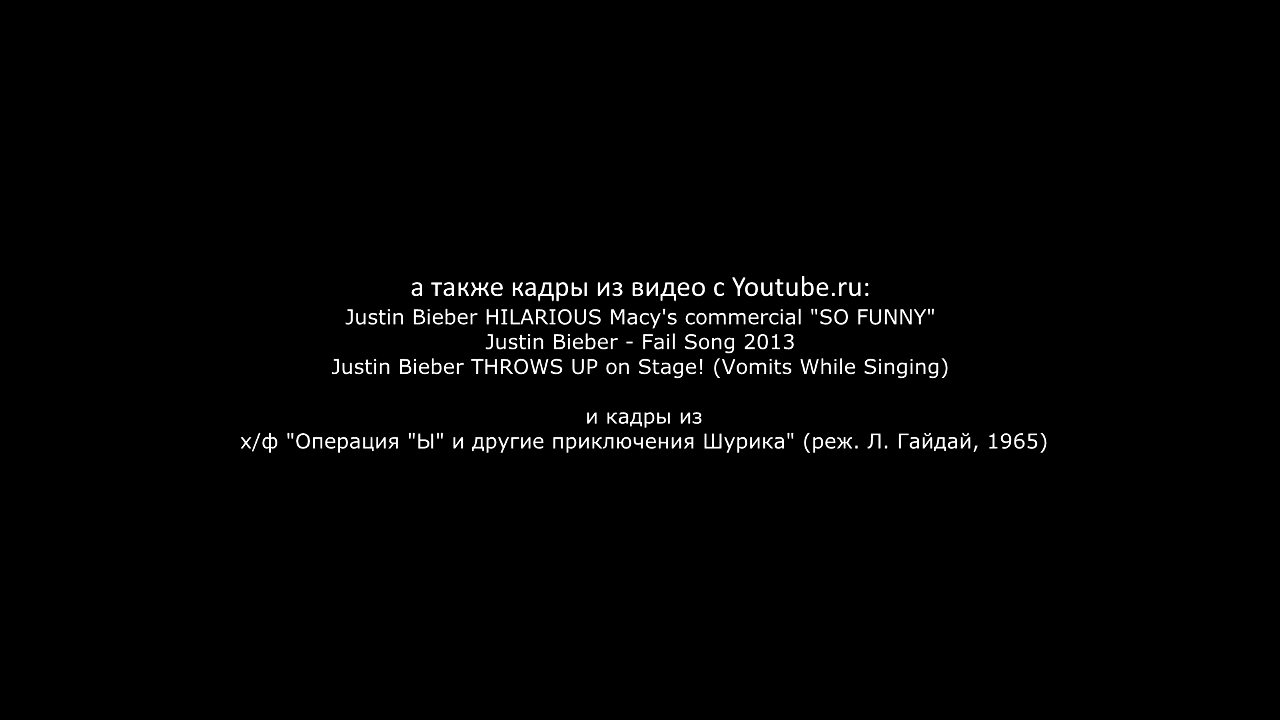 а также кадры из видео с Youtube.ru:
Justin Bieber HILARIOUS Macy's commercial "SO FUNNY"
Justin Bieber - Fail Song 2013
Justin Bieber THROWS UP on Stage! (Vomits While Singing)
и кадры из
х/ф "Операция "Ы" и другие приключения Шурика" (реж. Л. Гайдай, 1965)